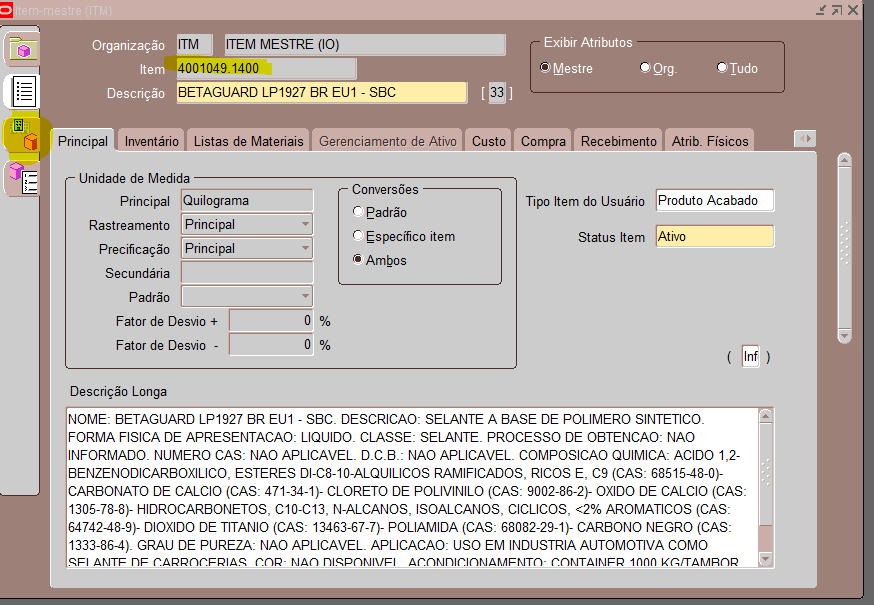 Item-mestre (ITM)
Organização ITM ITEM MESTRE (IO)
Item 4001049.1400
Descrição BETAGUARD LP1927 BR EU1 - SBC [ 33 ]
Exibir Atributos
Mestre Org. Tudo
Principal Inventário Listas de Materiais Gerenciamento de Ativo Custo Compra Recebimento Atrib. Físicos
Unidade de Medida
Principal Quilograma
Rastreamento Principal
Precificação Principal
Secundária
Padrão
Fator de Desvio + 0 %
Fator de Desvio - 0 %
Conversões
Padrão
Específico item
Ambos
Tipo Item do Usuário Produto Acabado
Status Item Ativo
( Inf )
Descrição Longa
NOME: BETAGUARD LP1927 BR EU1 - SBC. DESCRICAO: SELANTE A BASE DE POLIMERO SINTETICO.
FORMA FISICA DE APRESENTACAO: LIQUIDO. CLASSE: SELANTE. PROCESSO DE OBTENCAO: NAO
INFORMADO. NUMERO CAS: NAO APLICAVEL. D.C.B.: NAO APLICAVEL. COMPOSICAO QUIMICA: ACIDO 1,2-
BENZENODICARBOXILICO, ESTERES DI-C8-10-ALQUILICOS RAMIFICADOS, RICOS E, C9 (CAS: 68515-48-0)-
CARBONATO DE CALCIO (CAS: 471-34-1)- CLORETO DE POLIVINILO (CAS: 9002-86-2)- OXIDO DE CALCIO (CAS:
1305-78-8)- HIDROCARBONETOS, C10-C13, N-ALCANOS, ISOALCANOS, CICLICOS, <2% AROMATICOS (CAS:
64742-48-9)- DIOXIDO DE TITANIO (CAS: 13463-67-7)- POLIAMIDA (CAS: 68082-29-1)- CARBONO NEGRO (CAS:
1333-86-4). GRAU DE PUREZA: NAO APLICAVEL. APLICACAO: USO EM INDUSTRIA AUTOMOTIVA COMO
SELANTE DE CARROCERIAS. COR: NAO DISPONIVEL. ACONDICIONAMENTO: CONTAINER 1000 KG/TAMBOR